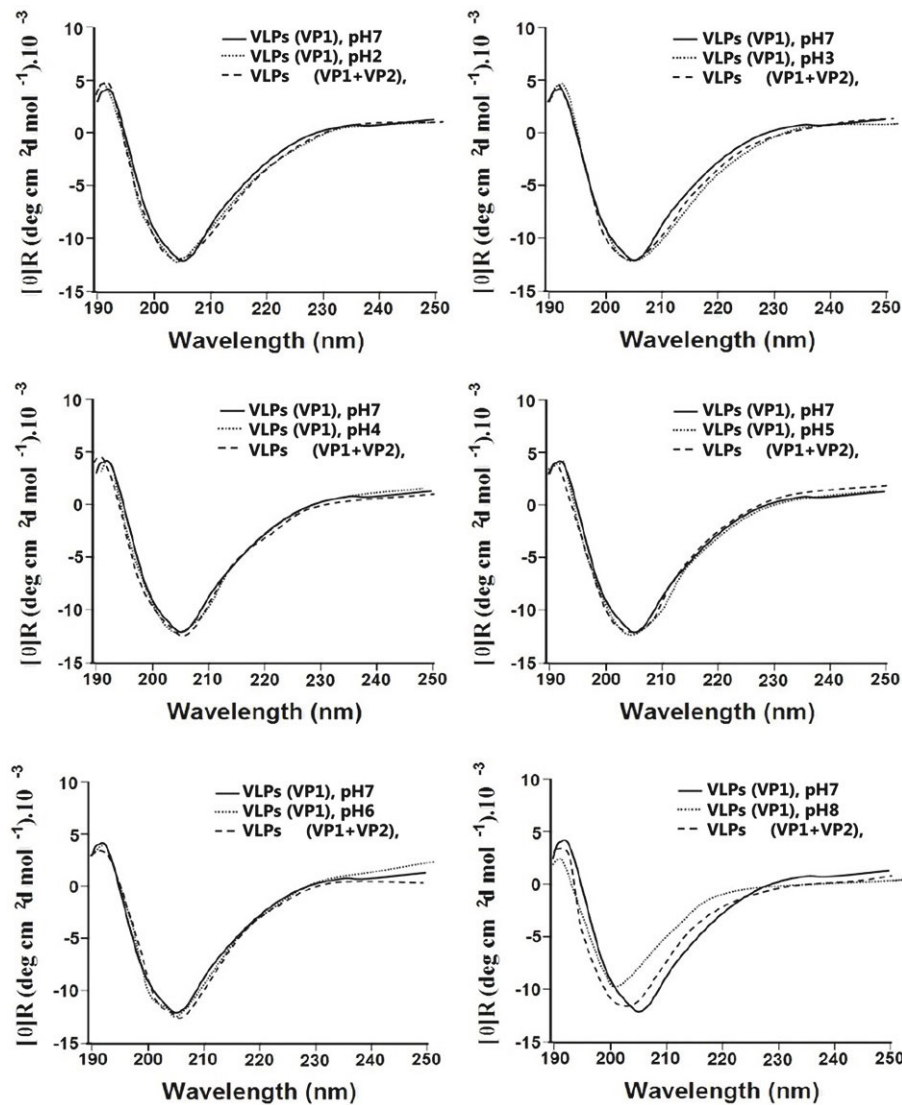 [θ]R (deg cm ²d mol ⁻¹).10 ⁻³
VLPs (VP1), pH7
VLPs (VP1), pH2
VLPs (VP1+VP2),
10
5
0
-5
-10
-15
190 200 210 220 230 240 250
Wavelength (nm)
[θ]R (deg cm ²d mol ⁻¹).10 ⁻³
VLPs (VP1), pH7
VLPs (VP1), pH3
VLPs (VP1+VP2),
10
5
0
-5
-10
-15
190 200 210 220 230 240 250
Wavelength (nm)
[θ]R (deg cm ²d mol ⁻¹).10 ⁻³
VLPs (VP1), pH7
VLPs (VP1), pH4
VLPs (VP1+VP2),
10
5
0
-5
-10
-15
190 200 210 220 230 240 250
Wavelength (nm)
[θ]R (deg cm ²d mol ⁻¹).10 ⁻³
VLPs (VP1), pH7
VLPs (VP1), pH5
VLPs (VP1+VP2),
10
5
0
-5
-10
-15
190 200 210 220 230 240 250
Wavelength (nm)
[θ]R (deg cm ²d mol ⁻¹).10 ⁻³
VLPs (VP1), pH7
VLPs (VP1), pH6
VLPs (VP1+VP2),
10
5
0
-5
-10
-15
190 200 210 220 230 240 250
Wavelength (nm)
[θ]R (deg cm ²d mol ⁻¹).10 ⁻³
VLPs (VP1), pH7
VLPs (VP1), pH8
VLPs (VP1+VP2),
10
5
0
-5
-10
-15
190 200 210 220 230 240 250
Wavelength (nm)